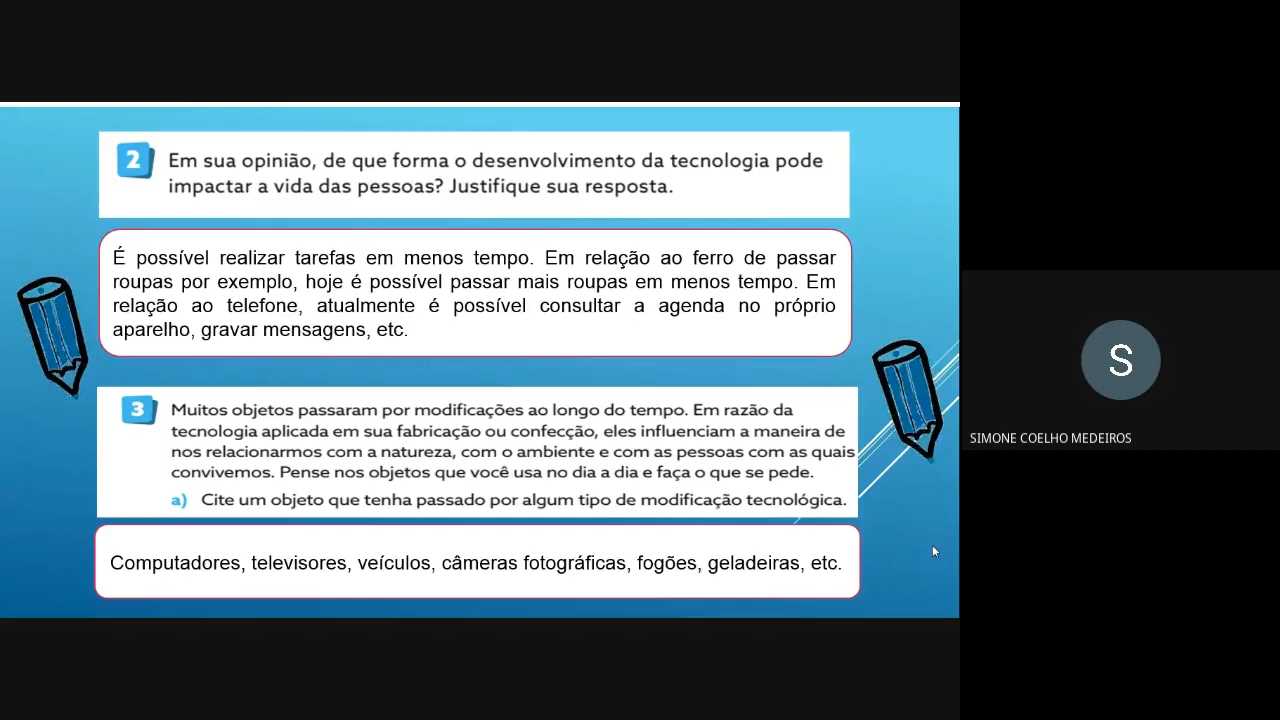 2
Em sua opinião, de que forma o desenvolvimento da tecnologia pode
impactar a vida das pessoas? Justifique sua resposta.
É possível realizar tarefas em menos tempo. Em relação ao ferro de passar
roupas por exemplo, hoje é possível passar mais roupas em menos tempo. Em
relação ao telefone, atualmente é possível consultar a agenda no próprio
aparelho, gravar mensagens, etc.
3
Muitos objetos passaram por modificações ao longo do tempo. Em razão da
tecnologia aplicada em sua fabricação ou confecção, eles influenciam a maneira de
nos relacionarmos com a natureza, com o ambiente e com as pessoas com as quais
convivemos. Pense nos objetos que você usa no dia a dia e faça o que se pede.
a) Cite um objeto que tenha passado por algum tipo de modificação tecnológica.
Computadores, televisores, veículos, câmeras fotográficas, fogões, geladeiras, etc.
S
SIMONE COELHO MEDEIROS